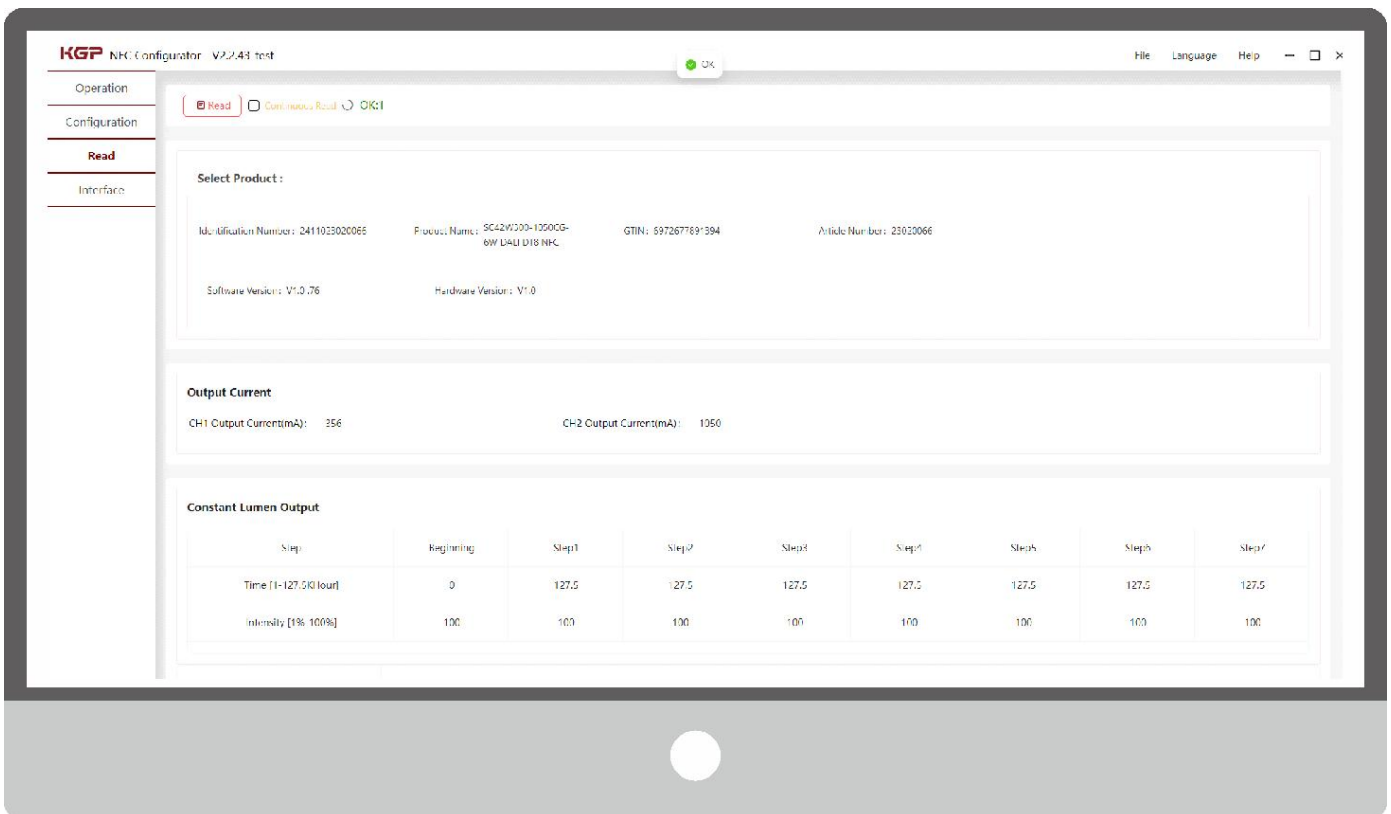 KGP NFC Configurator V2.2.43_test
OK
File Language Help
Operation
Configuration
Read
Interface
Read Continuous Read OK:1
Select Product :
Identification Number: 2411023020066
Product Name: SC42W500-1050CG-
6W DALI DT8 NFC
GTIN: 6972677891394
Article Number: 23020066
Software Version: V1.0.76
Hardware Version: V1.0
Output Current
CH1 Output Current(mA): 356
CH2 Output Current(mA): 1050
Constant Lumen Output
Step Beginning Step1 Step2 Step3 Step4 Step5 Step6 Step7
Time [1-127.5KHour] 0 127.5 127.5 127.5 127.5 127.5 127.5 127.5
Intensity [1%-100%] 100 100 100 100 100 100 100 100